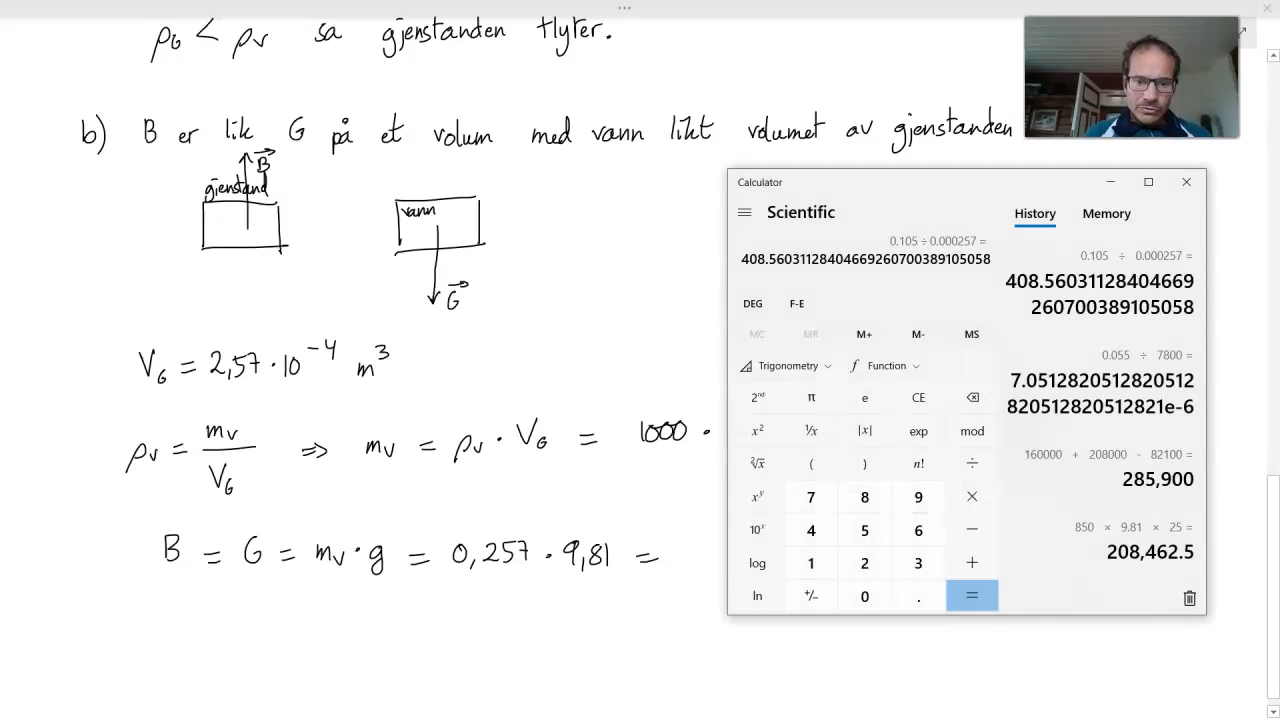 ρG < ρv så gjenstanden flyter.
b) B er lik G på et volum med vann likt volumet av gjenstanden
B
gjenstand
vann
G
VG = 2,57 · 10⁻⁴ m³
ρv = mv / VG ⇒ mv = ρv · VG = 1000 ·
B = G = mv · g = 0,257 · 9,81 =
Calculator
Scientific
History Memory
0.105 ÷ 0.000257 =
408.56031128404669260700389105058
DEG F-E
MC MR M+ M- MS
Trigonometry Function
2nd π e CE
x² ¹/x |x| exp mod
²√x ( ) n! ÷
xʸ 7 8 9 ×
10ˣ 4 5 6 −
log 1 2 3 +
ln +/− 0 . =
0.105 ÷ 0.000257 =
408.56031128404669
260700389105058
0.055 ÷ 7800 =
7.0512820512820512
820512820512821e-6
160000 + 208000 - 82100 =
285,900
850 × 9.81 × 25 =
208,462.5